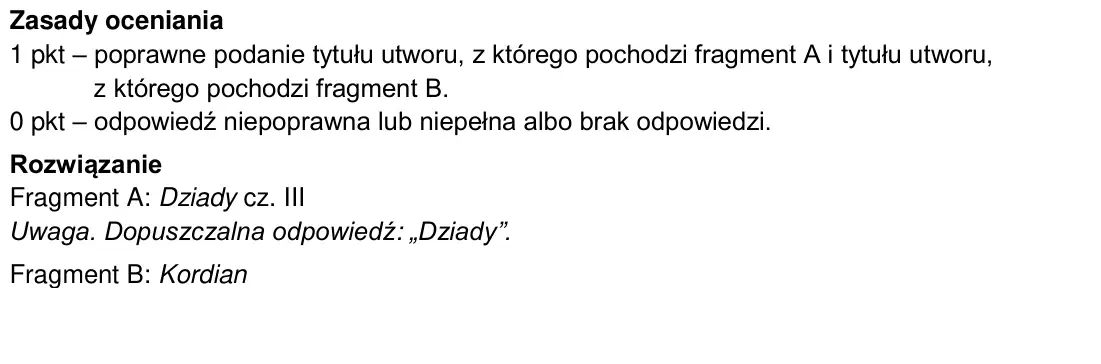 Zasady oceniania
1 pkt – poprawne podanie tytułu utworu, z którego pochodzi fragment A i tytułu utworu,
z którego pochodzi fragment B.
0 pkt – odpowiedź niepoprawna lub niepełna albo brak odpowiedzi.
Rozwiązanie
Fragment A: Dziady cz. III
Uwaga. Dopuszczalna odpowiedź: „Dziady”.
Fragment B: Kordian